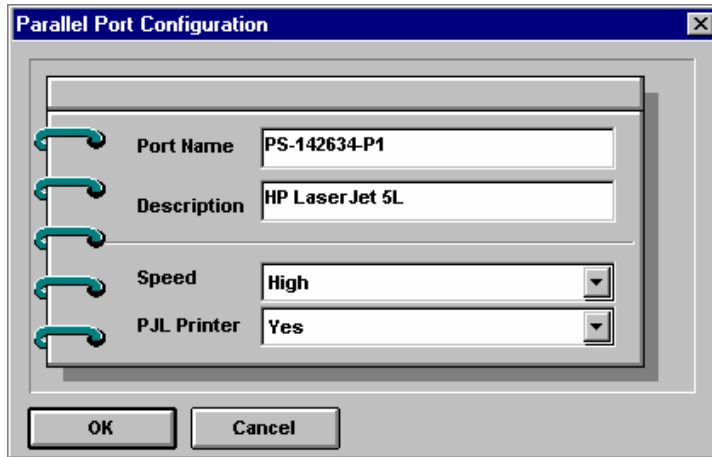 Parallel Port Configuration
Port Name PS-142634-P1
Description HP LaserJet 5L
Speed High
PJL Printer Yes
OK Cancel